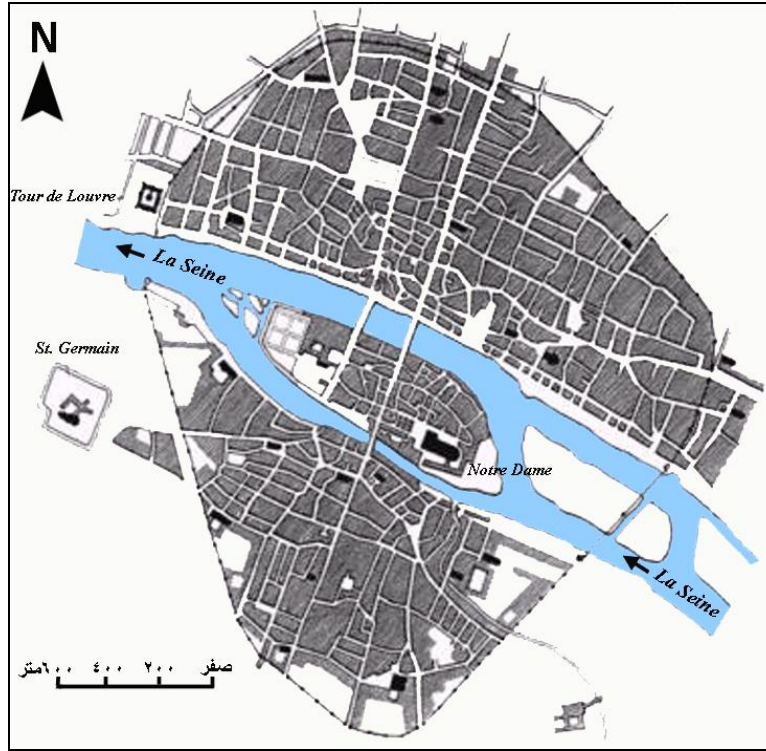 N
Tour de Louvre
La Seine
St. Germain
Notre Dame
La Seine
صفر ٢٠٠ ٤٠٠ ٦٠٠متر